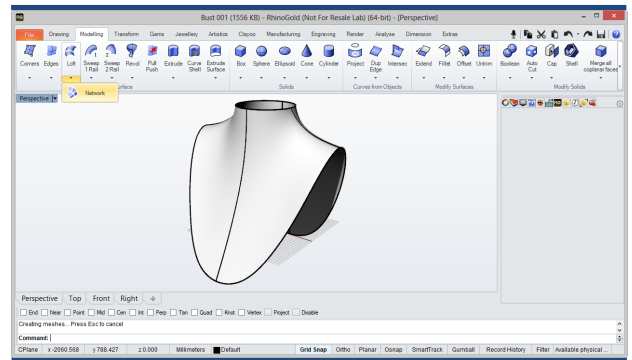 Bust 001 (1556 KB) - RhinoGold (Not For Resale Lab) (64-bit) - [Perspective]
File Drawing Modelling Transform Gems Jewellery Artistics Clayoo Manufacturing Engraving Render Analyse Dimension Extras
Corners Edges Loft Sweep 1 Rail Sweep 2 Rail Revol Pull Push Extrude Curve Shell Extrude Surface Box Sphere Ellipsoid Cone Cylinder Project Dup Edge Intersec Extend Fillet Offset Untrim Boolean Auto Cut Cap Shell Merge all coplanar faces
Network
Solids Curves from Objects Modify Surfaces Modify Solids
Perspective
Perspective Top Front Right
End Near Point Mid Cen Int Perp Tan Quad Knot Vertex Project Disable
Creating meshes... Press Esc to cancel
Command:
CPlane x -2060.568 y 788.427 z 0.000 Millimeters Default Grid Snap Ortho Planar Osnap SmartTrack Gumball Record History Filter Available physical ...